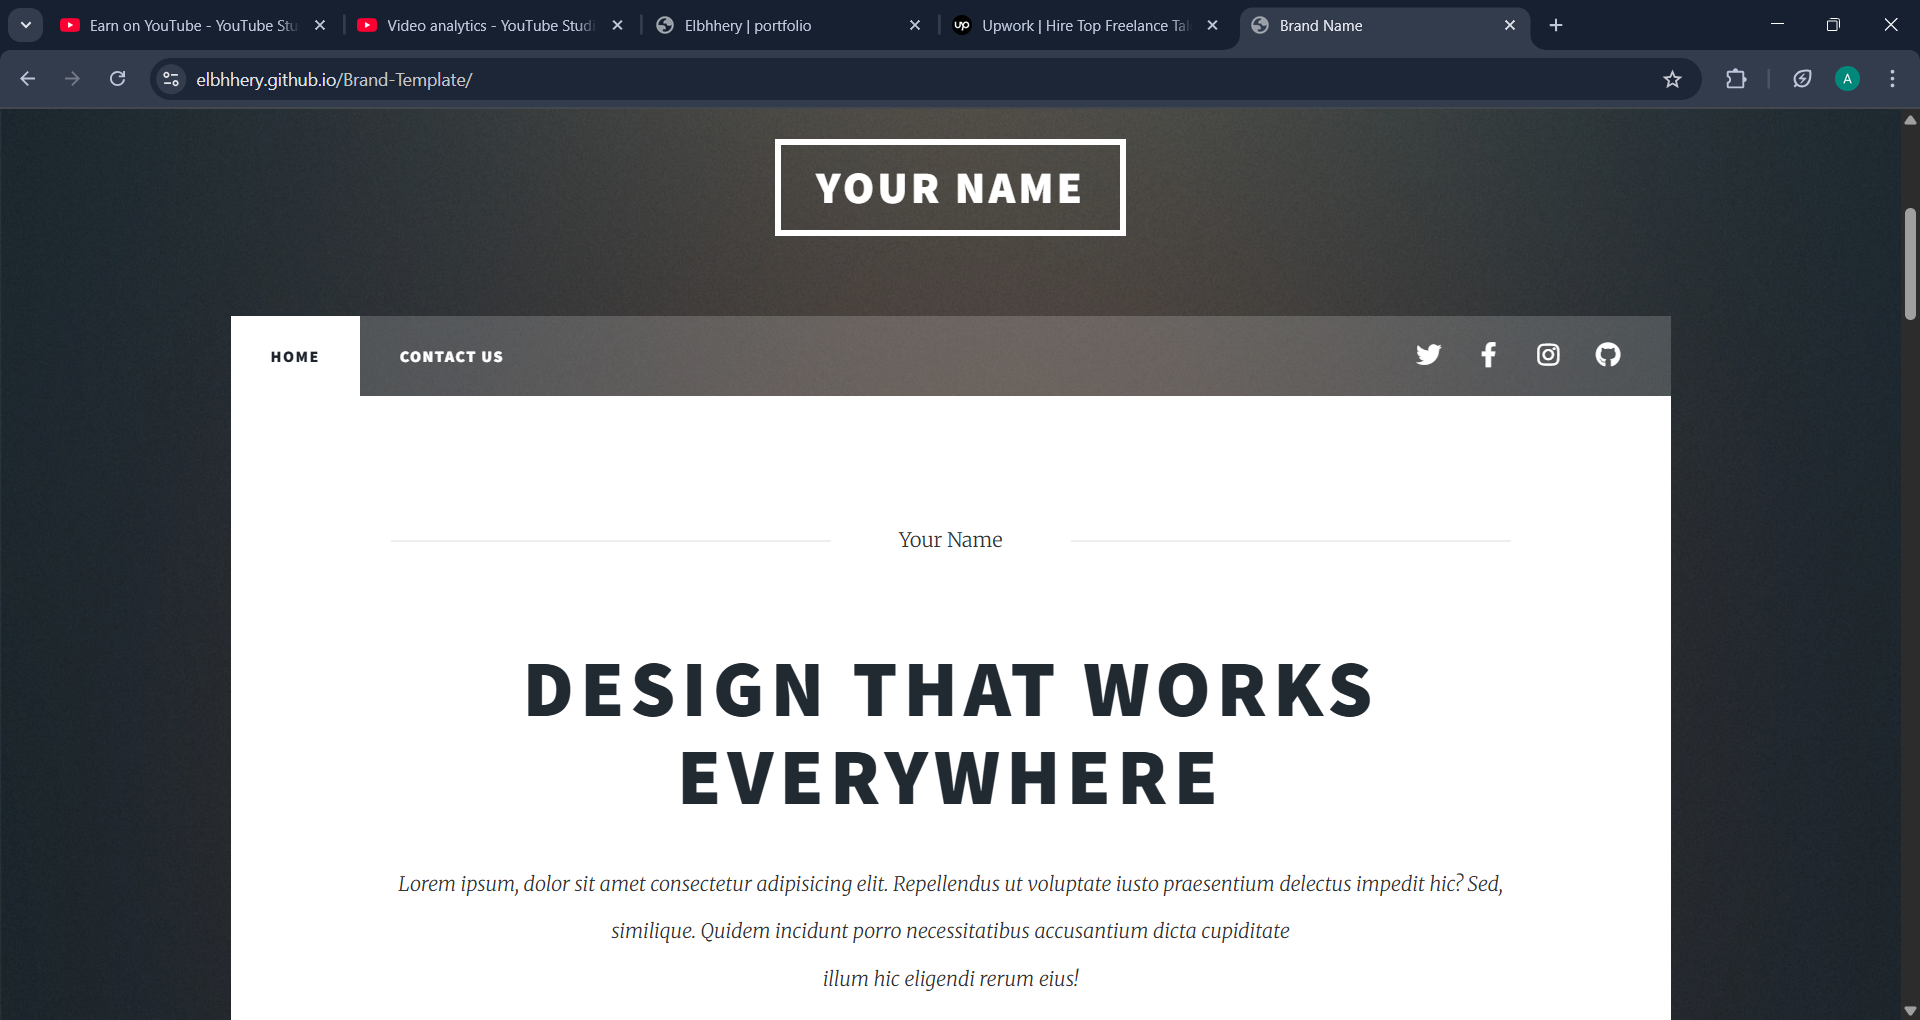 Earn on YouTube - YouTube Stu
Video analytics - YouTube Studi
Elbhhery | portfolio
up Upwork | Hire Top Freelance Tal
Brand Name
elbhhery.github.io/Brand-Template/
A
YOUR NAME
HOME
CONTACT US
Your Name
DESIGN THAT WORKS
EVERYWHERE
Lorem ipsum, dolor sit amet consectetur adipisicing elit. Repellendus ut voluptate iusto praesentium delectus impedit hic? Sed,
similique. Quidem incidunt porro necessitatibus accusantium dicta cupiditate
illum hic eligendi rerum eius!